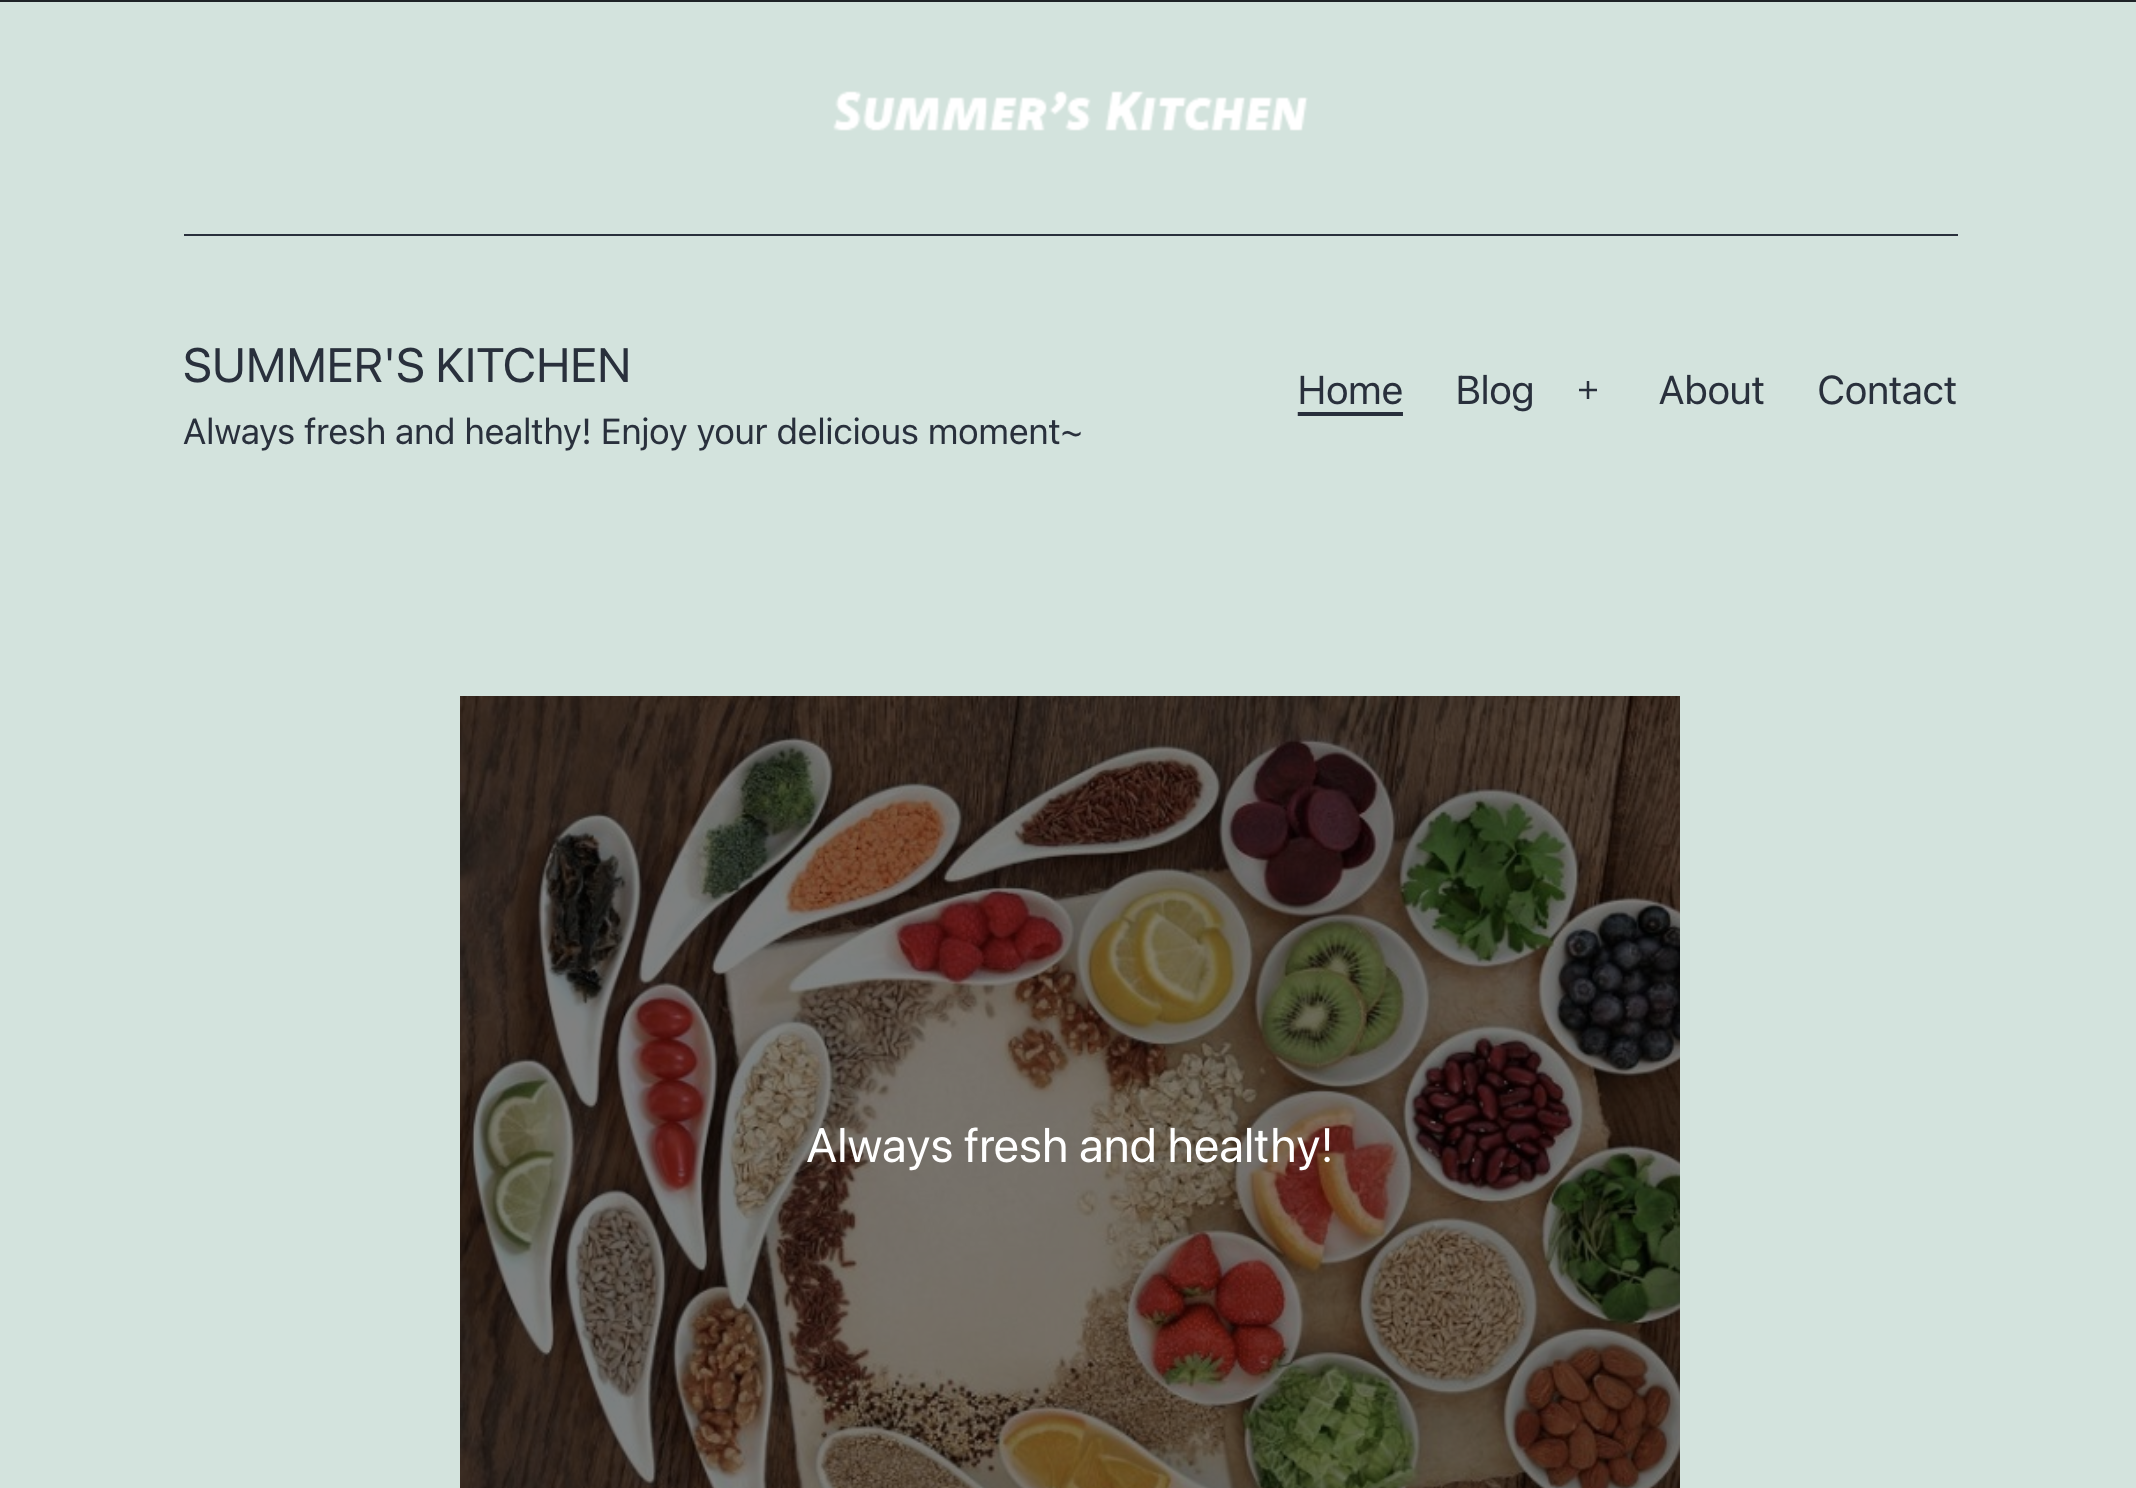 SUMMER’S KITCHEN
SUMMER'S KITCHEN
Always fresh and healthy! Enjoy your delicious moment~
Home Blog + About Contact
Always fresh and healthy!